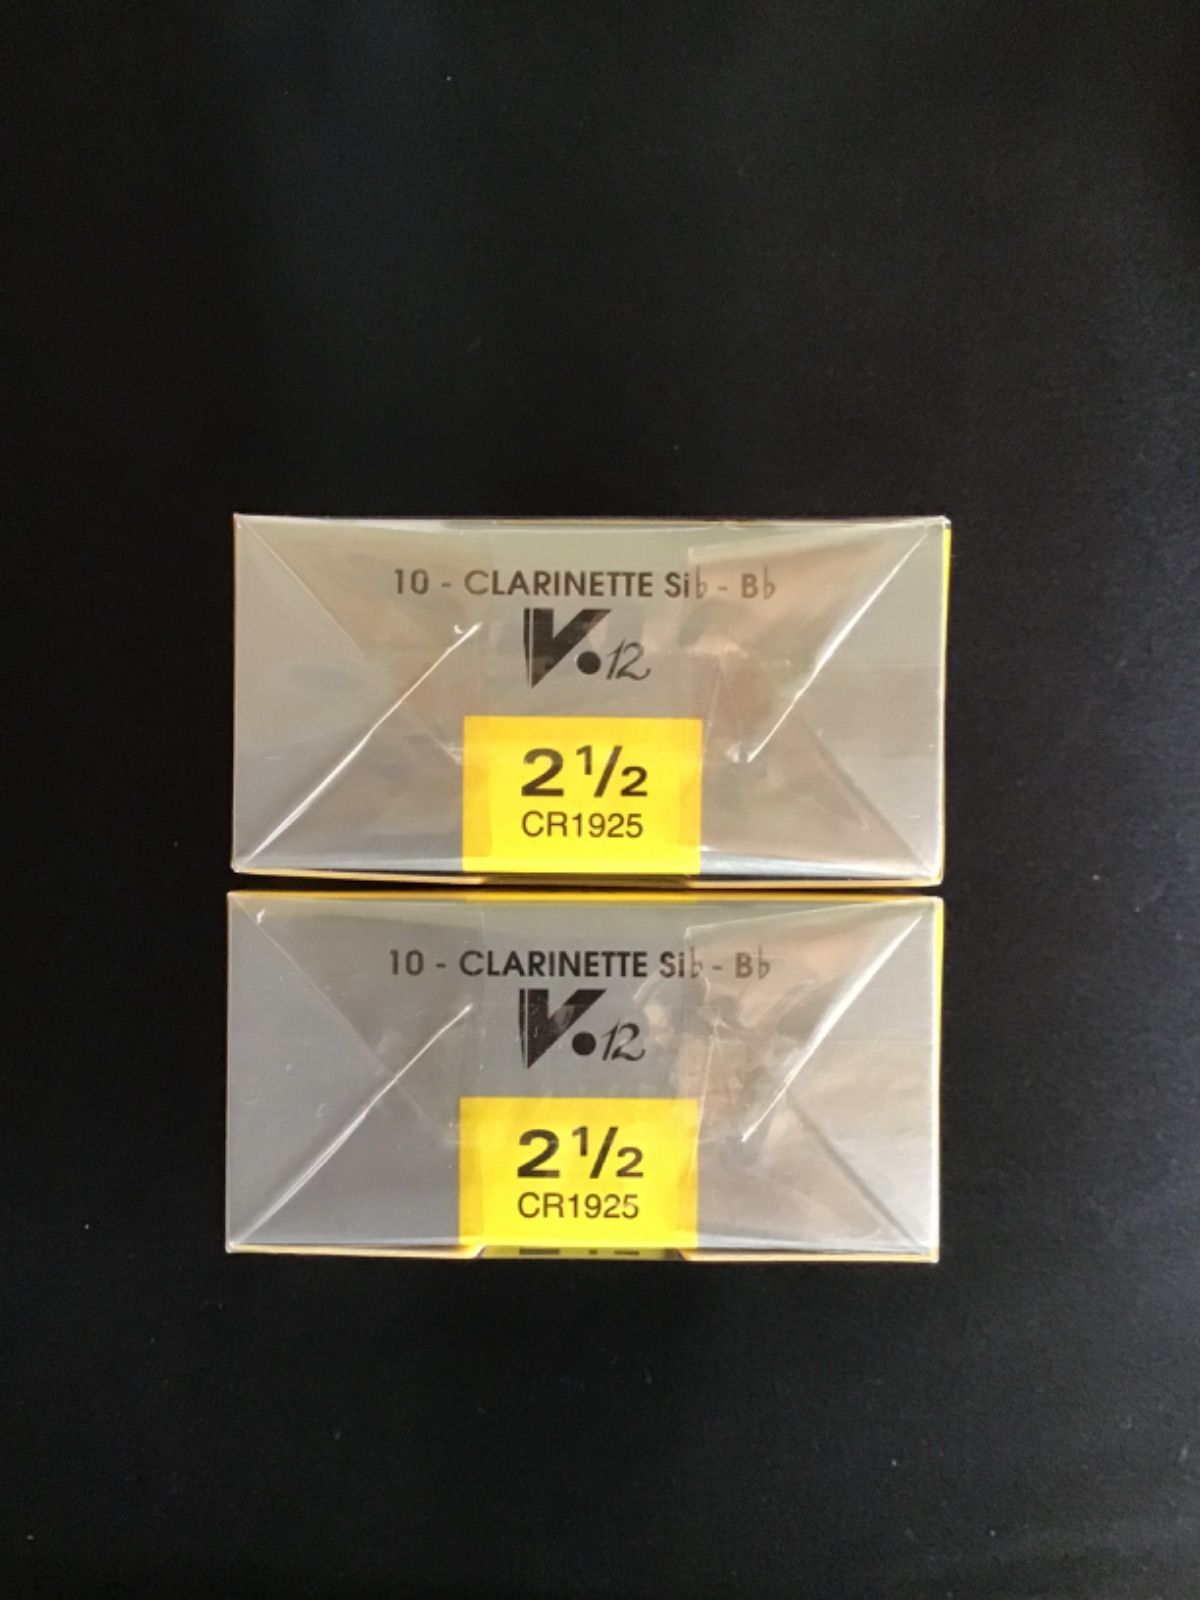 10 - CLARINETTE Si♭ - B♭
V•12
2 1/2
CR1925
10 - CLARINETTE Si♭ - B♭
V•12
2 1/2
CR1925